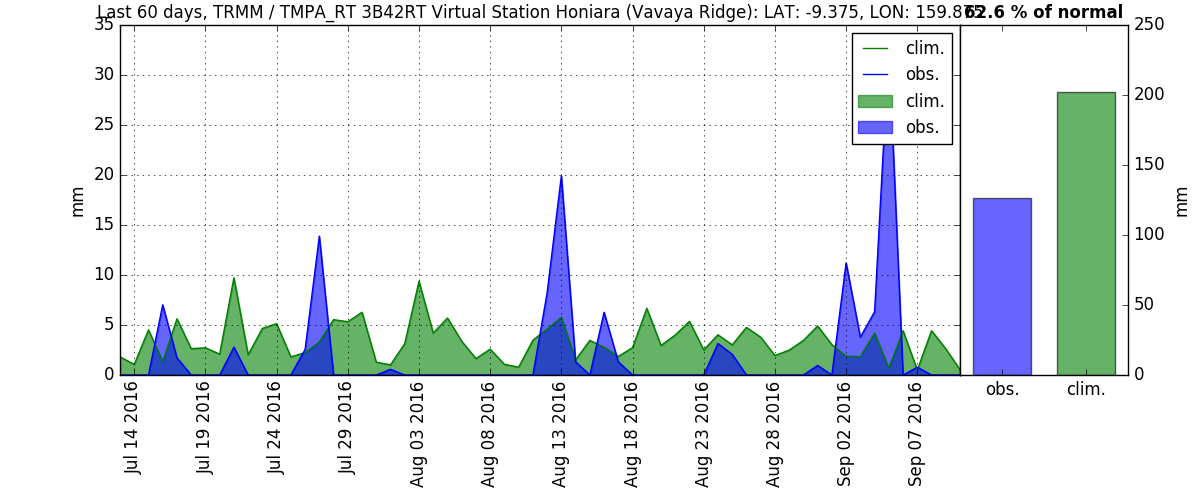 Last 60 days, TRMM / TMPA_RT 3B42RT Virtual Station Honiara (Vavaya Ridge): LAT: -9.375, LON: 159.875
62.6 % of normal
35
30
25
20
15
10
5
0
mm
clim.
obs.
clim.
obs.
250
200
150
100
50
0
mm
Jul 14 2016
Jul 19 2016
Jul 24 2016
Jul 29 2016
Aug 03 2016
Aug 08 2016
Aug 13 2016
Aug 18 2016
Aug 23 2016
Aug 28 2016
Sep 02 2016
Sep 07 2016
obs.
clim.